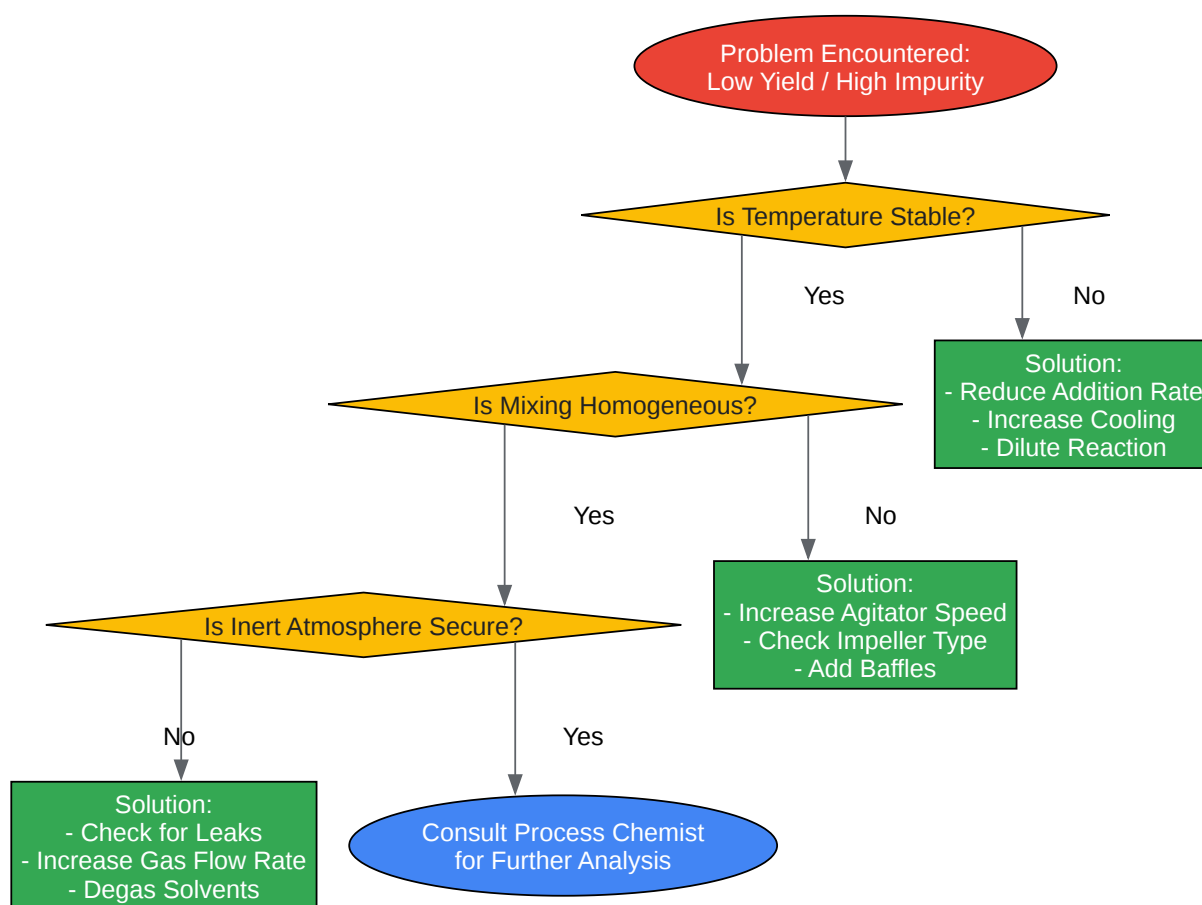 Problem Encountered:
Low Yield / High Impurity
Is Temperature Stable?
Yes
No
Solution:
- Reduce Addition Rate
- Increase Cooling
- Dilute Reaction
Is Mixing Homogeneous?
Yes
No
Solution:
- Increase Agitator Speed
- Check Impeller Type
- Add Baffles
Is Inert Atmosphere Secure?
No
Yes
Solution:
- Check for Leaks
- Increase Gas Flow Rate
- Degas Solvents
Consult Process Chemist
for Further Analysis